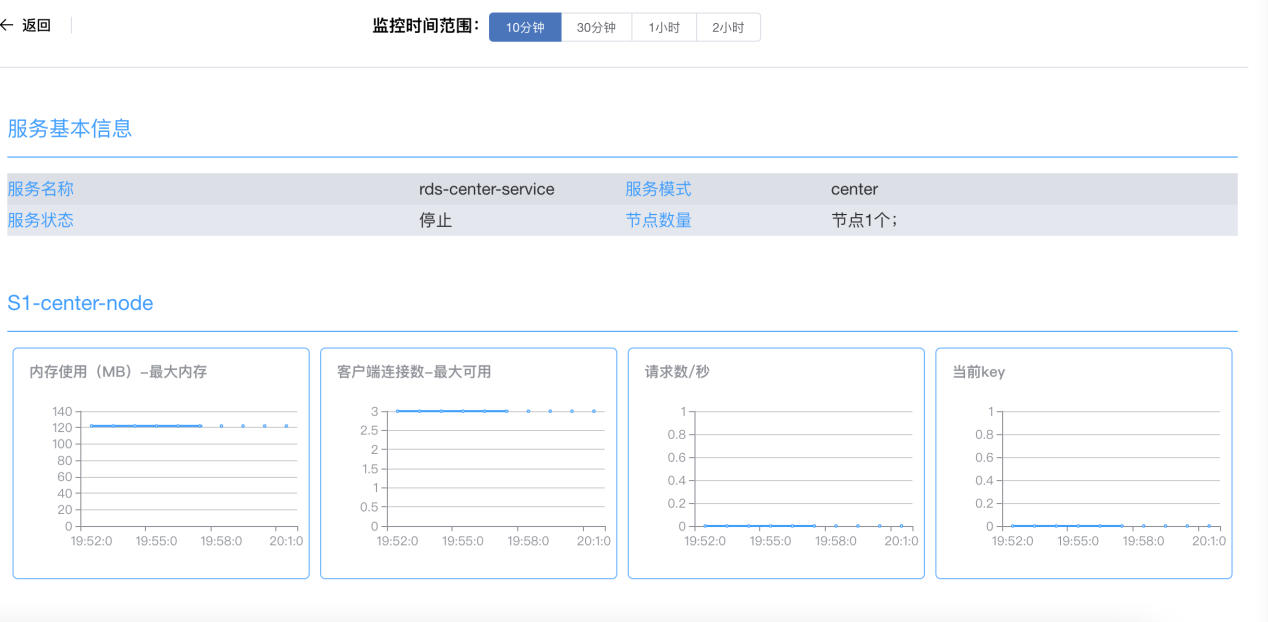 ← 返回
监控时间范围： 10分钟 30分钟 1小时 2小时
服务基本信息
服务名称 rds-center-service 服务模式 center
服务状态 停止 节点数量 节点1个；
S1-center-node
内存使用（MB）-最大内存
140
120
100
80
60
40
20
0
19:52:0 19:55:0 19:58:0 20:1:0
客户端连接数-最大可用
3
2.5
2
1.5
1
0.5
0
19:52:0 19:55:0 19:58:0 20:1:0
请求数/秒
1
0.8
0.6
0.4
0.2
0
19:52:0 19:55:0 19:58:0 20:1:0
当前key
1
0.8
0.6
0.4
0.2
0
19:52:0 19:55:0 19:58:0 20:1:0